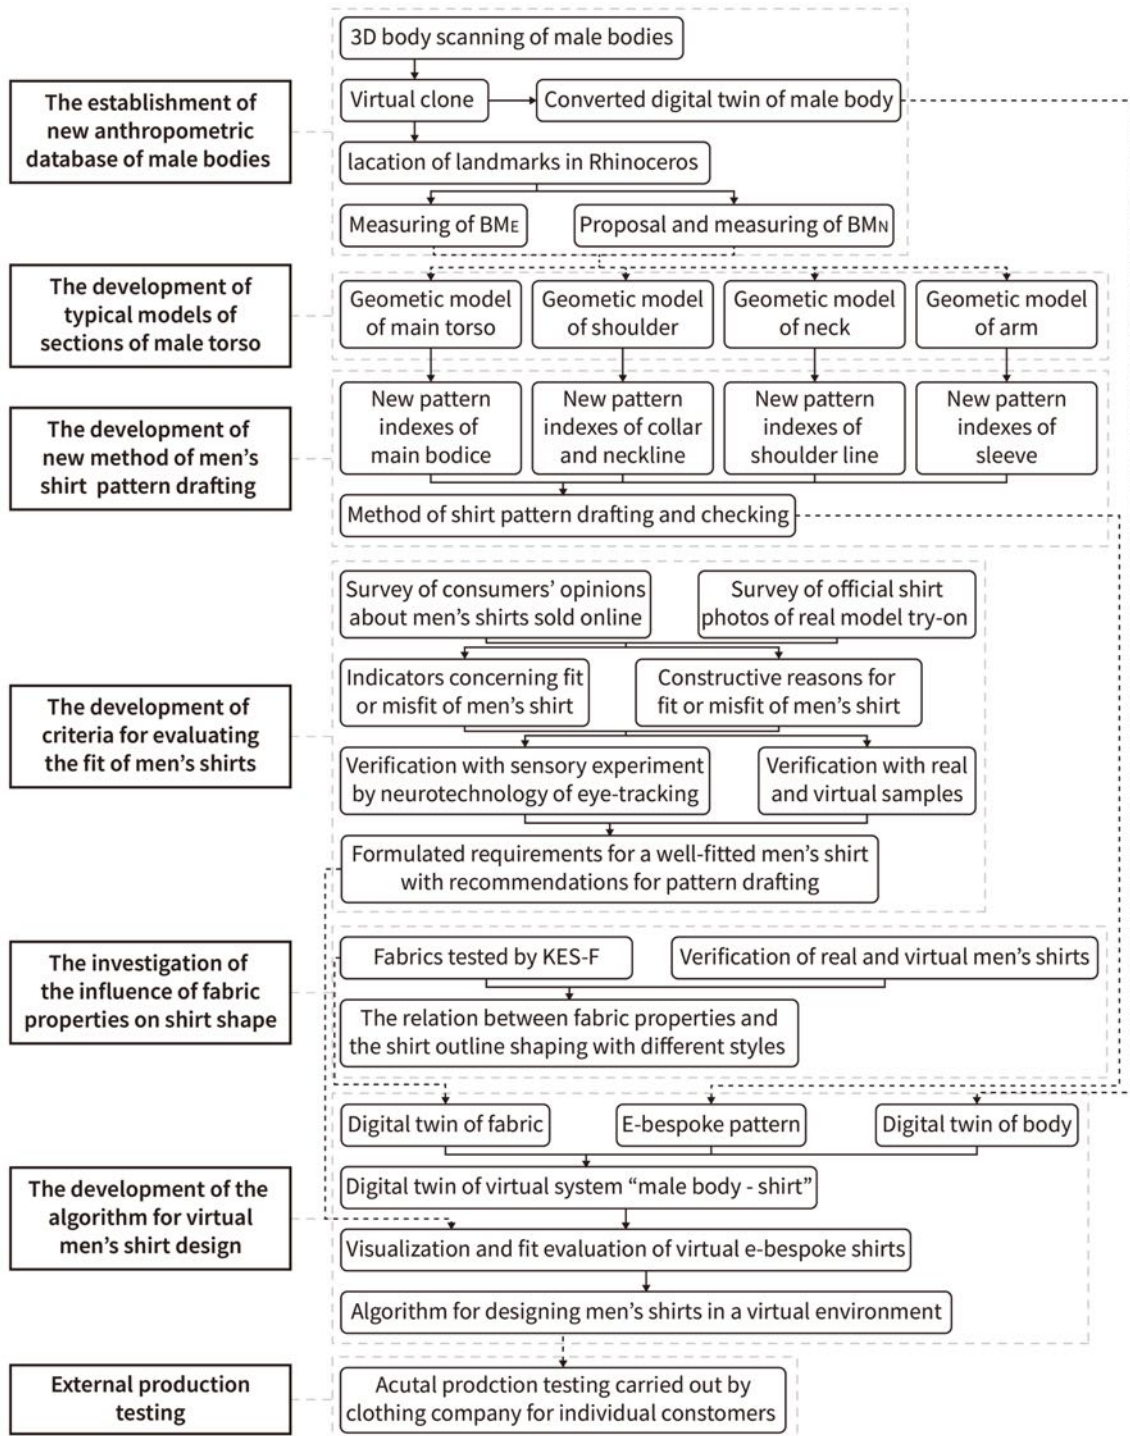 3D body scanning of male bodies
The establishment of
new anthropometric
database of male bodies
Virtual clone
Converted digital twin of male body
lacation of landmarks in Rhinoceros
Measuring of BME
Proposal and measuring of BMN
The development of
typical models of
sections of male torso
Geometic model
of main torso
Geometic model
of shoulder
Geometic model
of neck
Geometic model
of arm
The development of
new method of men's
shirt pattern drafting
New pattern
indexes of
main bodice
New pattern
indexes of collar
and neckline
New pattern
indexes of
shoulder line
New pattern
indexes of
sleeve
Method of shirt pattern drafting and checking
Survey of consumers' opinions
about men's shirts sold online
Survey of official shirt
photos of real model try-on
The development of
criteria for evaluating
the fit of men's shirts
Indicators concerning fit
or misfit of men's shirt
Constructive reasons for
fit or misfit of men's shirt
Verification with sensory experiment
by neurotechnology of eye-tracking
Verification with real
and virtual samples
Formulated requirements for a well-fitted men's shirt
with recommendations for pattern drafting
The investigation of
the influence of fabric
properties on shirt shape
Fabrics tested by KES-F
Verification of real and virtual men's shirts
The relation between fabric properties and
the shirt outline shaping with different styles
Digital twin of fabric
E-bespoke pattern
Digital twin of body
The development of the
algorithm for virtual
men's shirt design
Digital twin of virtual system "male body - shirt"
Visualization and fit evaluation of virtual e-bespoke shirts
Algorithm for designing men's shirts in a virtual environment
External production
testing
Acutal prodction testing carried out by
clothing company for individual constomers